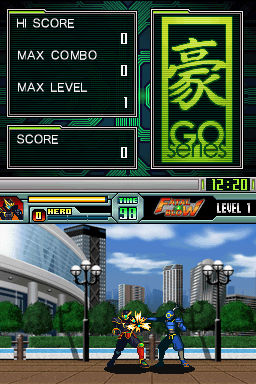 HI SCORE
0
MAX COMBO
0
MAX LEVEL
1
SCORE
0
豪
GO
series
12:20
0 HERO
TIME
98
LEVEL 1